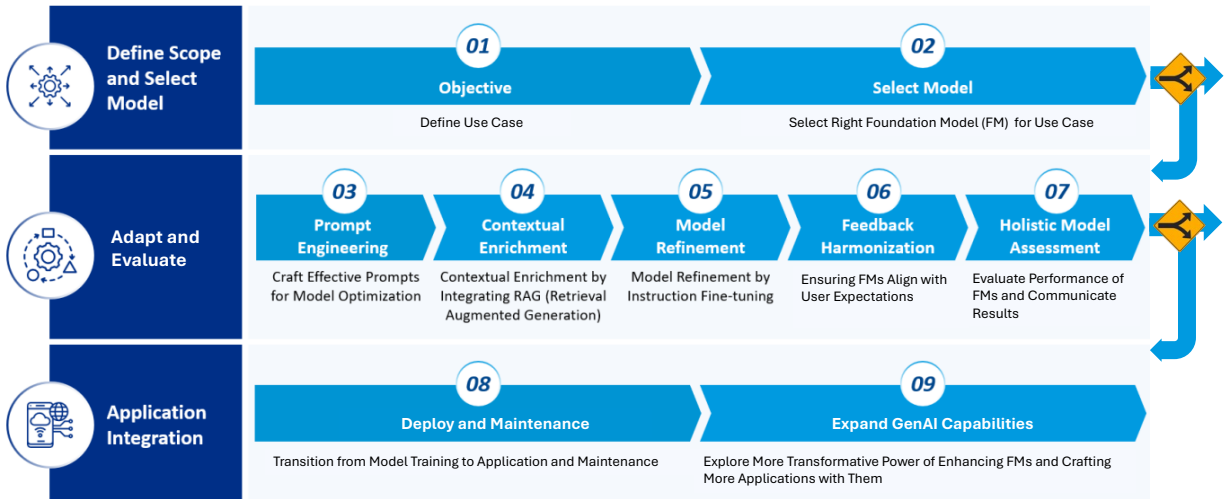 Define Scope
and Select
Model
01
Objective
Define Use Case
02
Select Model
Select Right Foundation Model (FM) for Use Case
Adapt and
Evaluate
03
Prompt
Engineering
Craft Effective Prompts
for Model Optimization
04
Contextual
Enrichment
Contextual Enrichment by
Integrating RAG (Retrieval
Augmented Generation)
05
Model
Refinement
Model Refinement by
Instruction Fine-tuning
06
Feedback
Harmonization
Ensuring FMs Align with
User Expectations
07
Holistic Model
Assessment
Evaluate Performance of
FMs and Communicate
Results
Application
Integration
08
Deploy and Maintenance
Transition from Model Training to Application and Maintenance
09
Expand GenAI Capabilities
Explore More Transformative Power of Enhancing FMs and Crafting
More Applications with Them